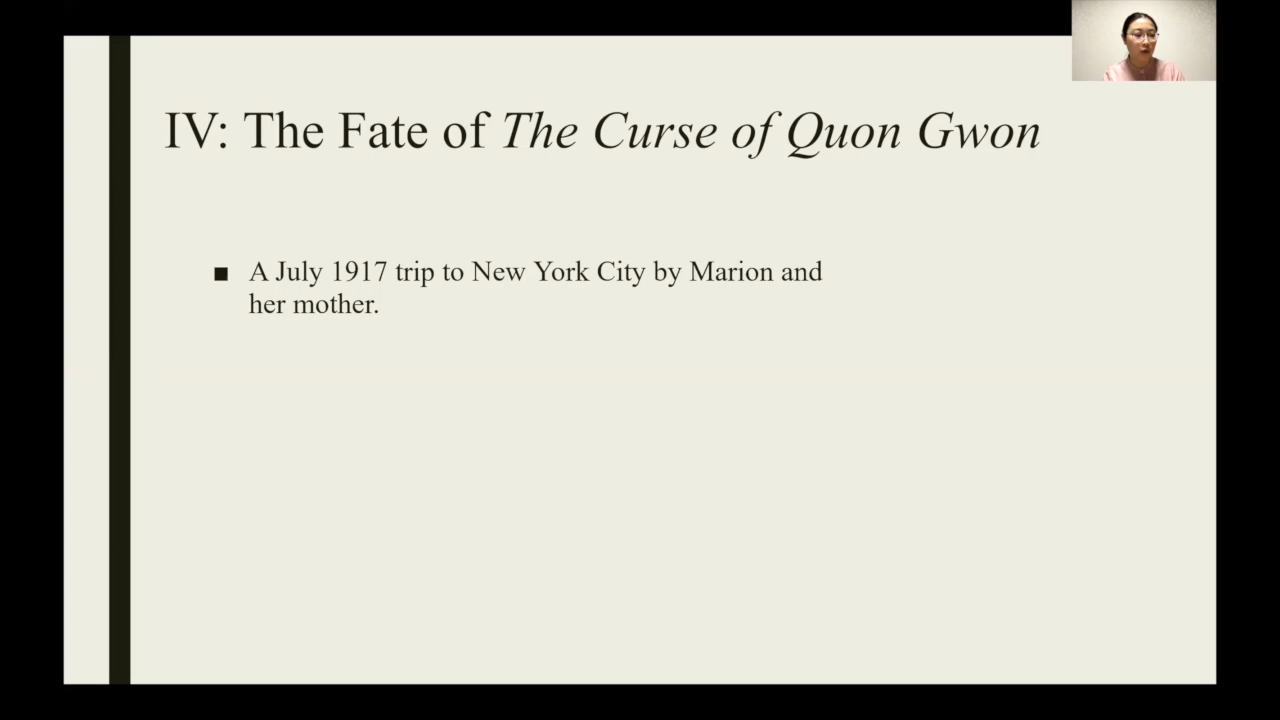 IV: The Fate of The Curse of Quon Gwon
■ A July 1917 trip to New York City by Marion and
her mother.